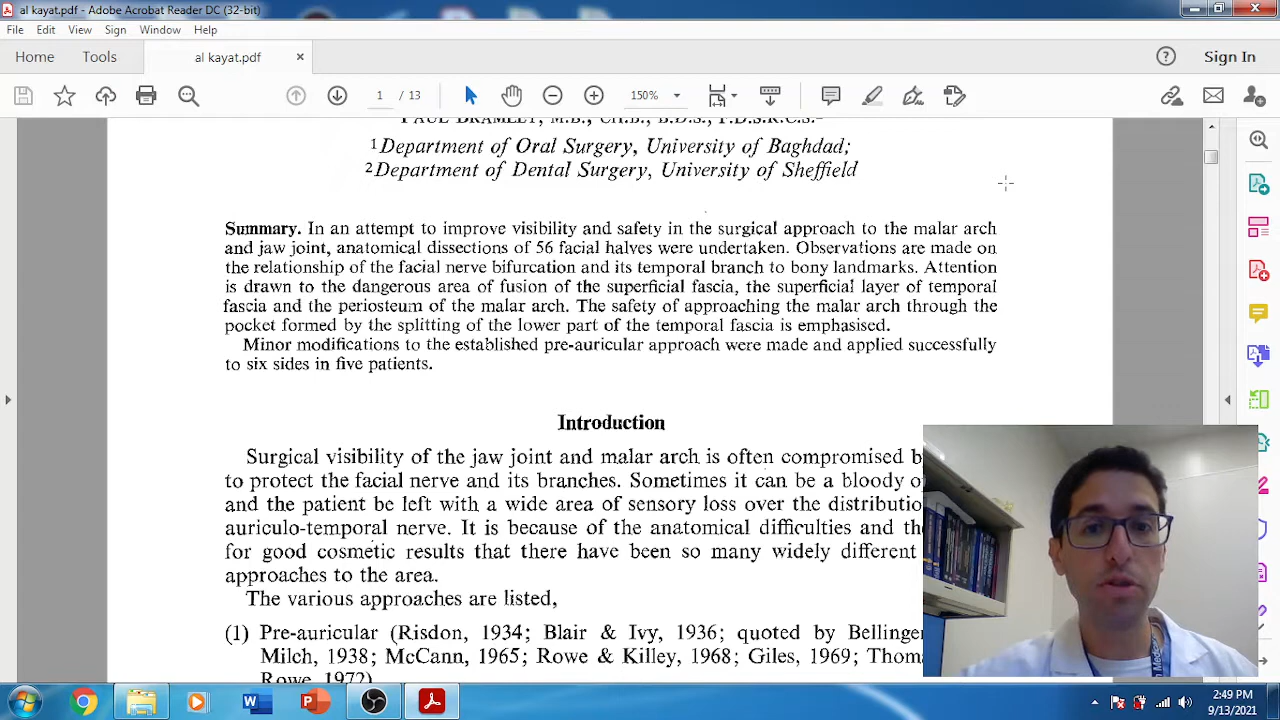 al kayat.pdf - Adobe Acrobat Reader DC (32-bit)
File Edit View Sign Window Help
Home Tools al kayat.pdf × ? Sign In
1 / 13 150%
PAUL BRAMLEY, M.B., CH.B., B.D.S., F.D.S.R.C.S.2
1Department of Oral Surgery, University of Baghdad;
2Department of Dental Surgery, University of Sheffield
Summary. In an attempt to improve visibility and safety in the surgical approach to the malar arch
and jaw joint, anatomical dissections of 56 facial halves were undertaken. Observations are made on
the relationship of the facial nerve bifurcation and its temporal branch to bony landmarks. Attention
is drawn to the dangerous area of fusion of the superficial fascia, the superficial layer of temporal
fascia and the periosteum of the malar arch. The safety of approaching the malar arch through the
pocket formed by the splitting of the lower part of the temporal fascia is emphasised.
Minor modifications to the established pre-auricular approach were made and applied successfully
to six sides in five patients.
Introduction
Surgical visibility of the jaw joint and malar arch is often compromised b
to protect the facial nerve and its branches. Sometimes it can be a bloody o
and the patient be left with a wide area of sensory loss over the distributio
auriculo-temporal nerve. It is because of the anatomical difficulties and the
for good cosmetic results that there have been so many widely different
approaches to the area.
The various approaches are listed,
(1) Pre-auricular (Risdon, 1934; Blair & Ivy, 1936; quoted by Bellinger
Milch, 1938; McCann, 1965; Rowe & Killey, 1968; Giles, 1969; Thom
Rowe, 1972)
2:49 PM
9/13/2021